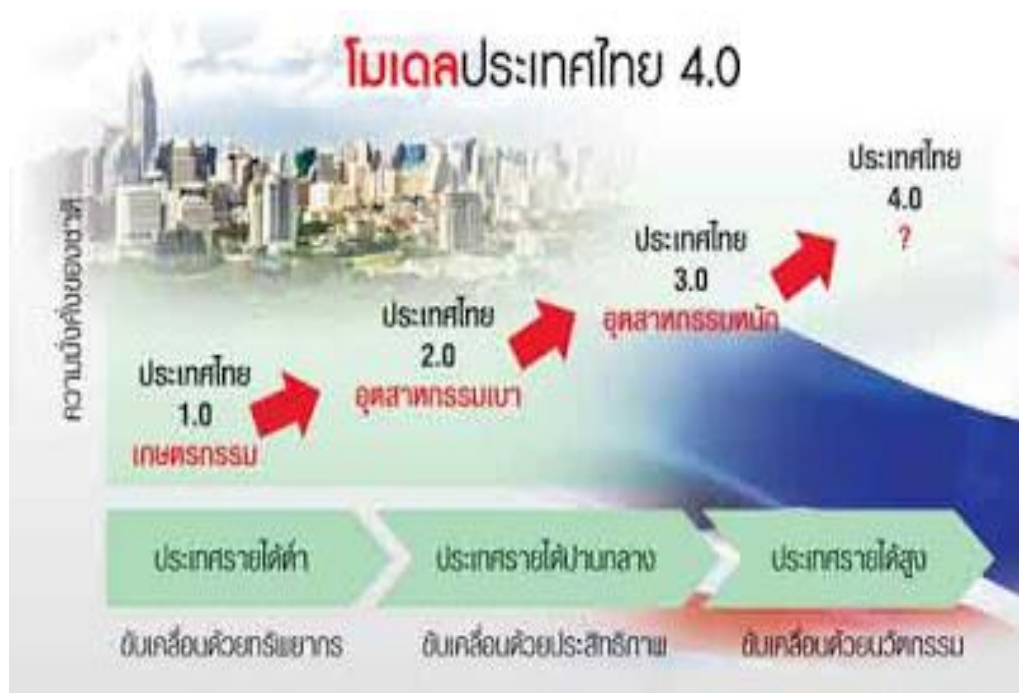 โมเดลประเทศไทย 4.0
ความมั่งคั่งของชาติ
ประเทศไทย
1.0
เกษตรกรรม
ประเทศไทย
2.0
อุตสาหกรรมเบา
ประเทศไทย
3.0
อุตสาหกรรมหนัก
ประเทศไทย
4.0
?
ประเทศรายได้ต่ำ
ประเทศรายได้ปานกลาง
ประเทศรายได้สูง
ขับเคลื่อนด้วยทรัพยากร
ขับเคลื่อนด้วยประสิทธิภาพ
ขับเคลื่อนด้วยนวัตกรรม